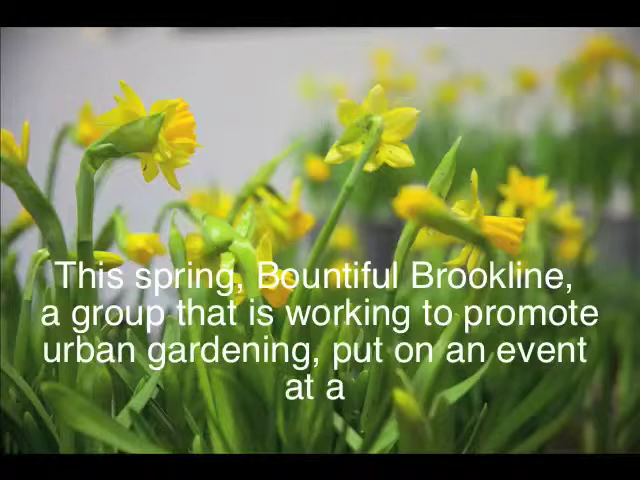 This spring, Bountiful Brookline,
a group that is working to promote
urban gardening, put on an event
at a